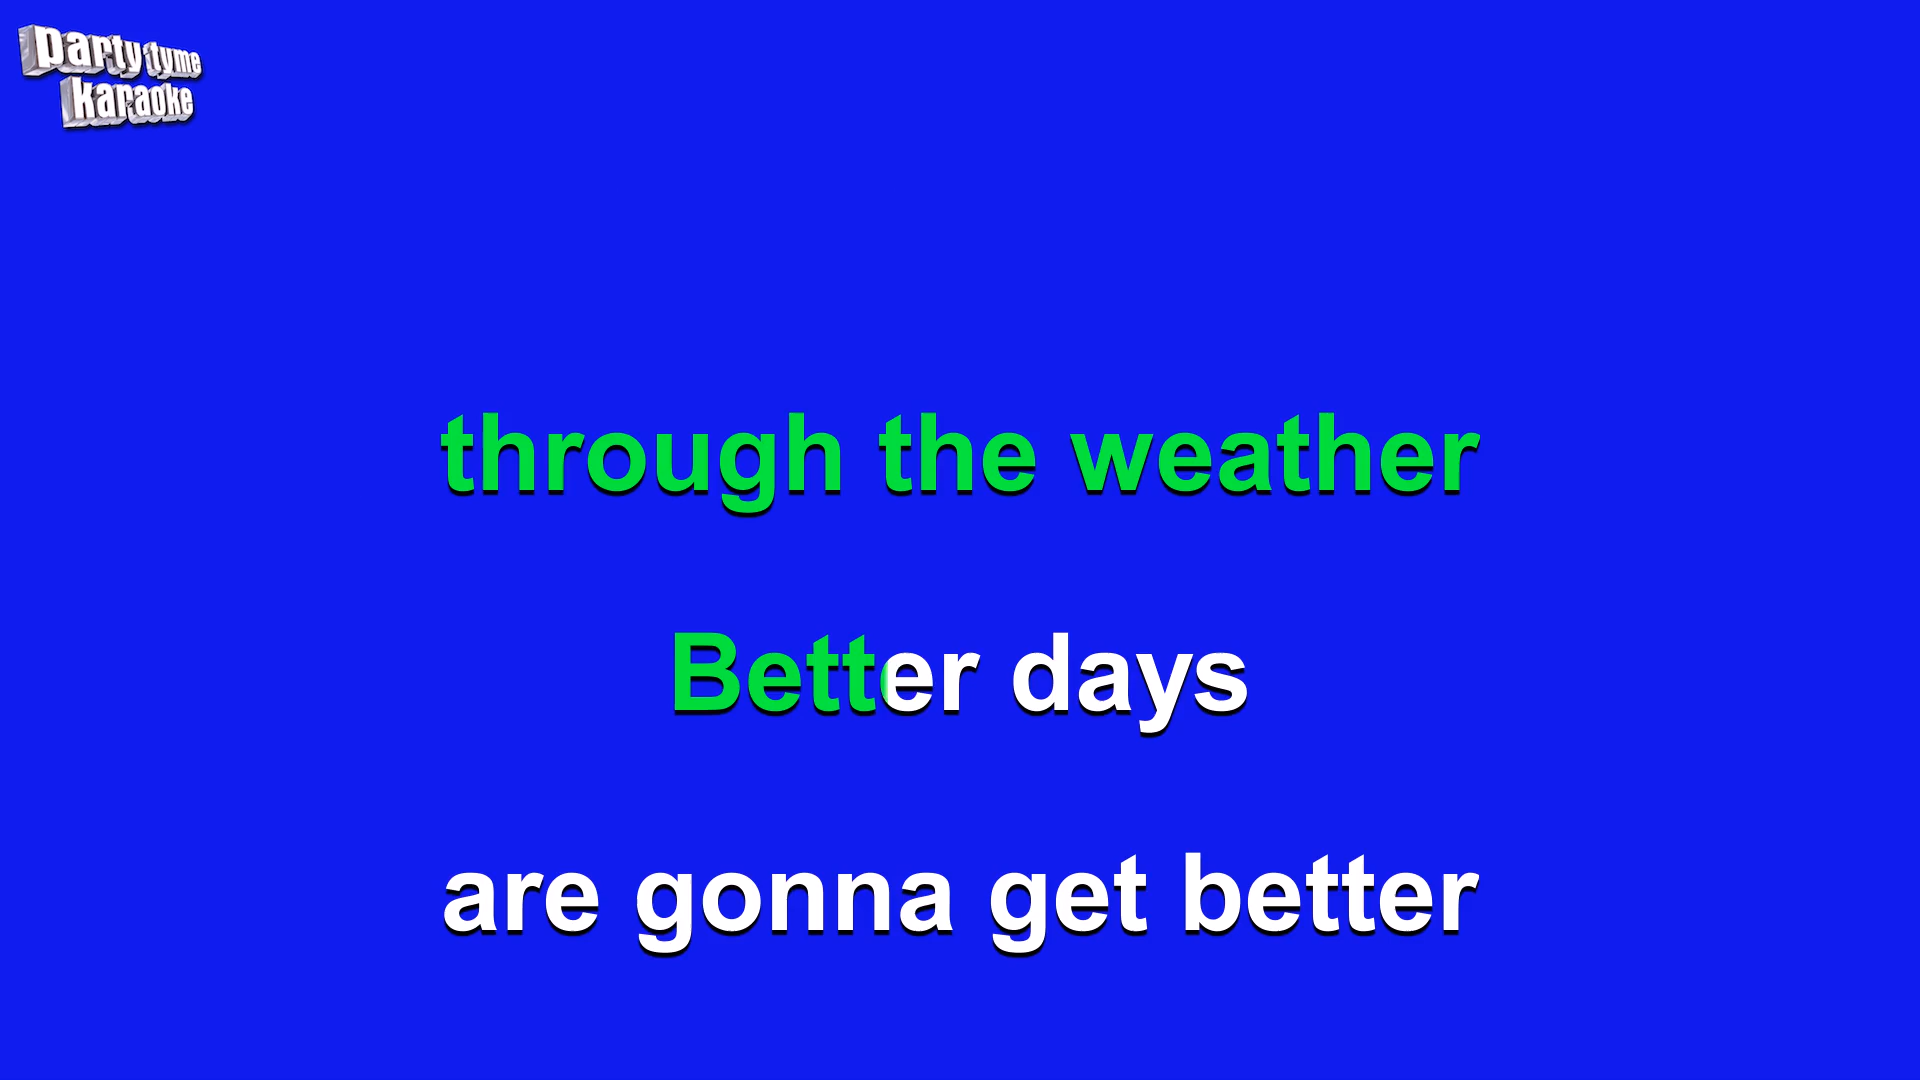 party tyme
karaoke
through the weather
Better days
are gonna get better